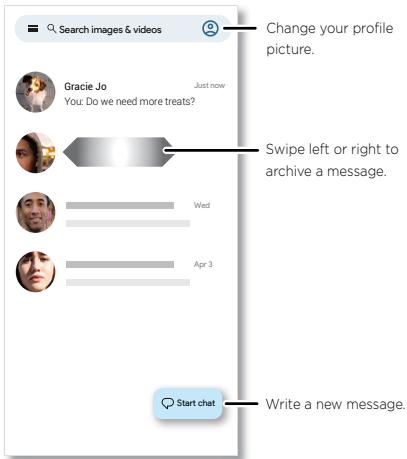 Search images & videos
Change your profile
picture.
Gracie Jo
Just now
You: Do we need more treats?
Swipe left or right to
archive a message.
Wed
Apr 3
Start chat
Write a new message.